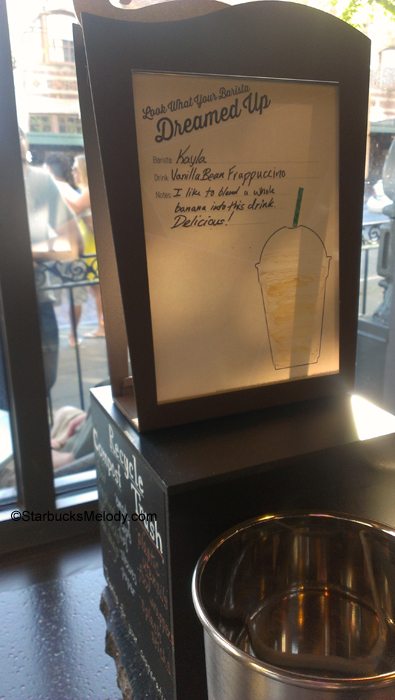 Look What Your Barista
Dreamed Up
Barista: Kayla
Drink: Vanilla Bean Frappuccino
Notes: I like to blend a whole
banana into this drink.
Delicious!
©StarbucksMelody.com
Recycle
Compost Trash